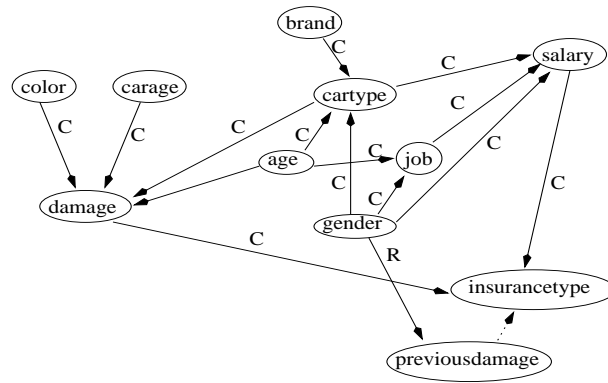 brand
C
salary
color
carage
C
cartype
C
C
C
C
C
age
C
job
C
damage
C
C
C
gender
C
R
insurancetype
previousdamage